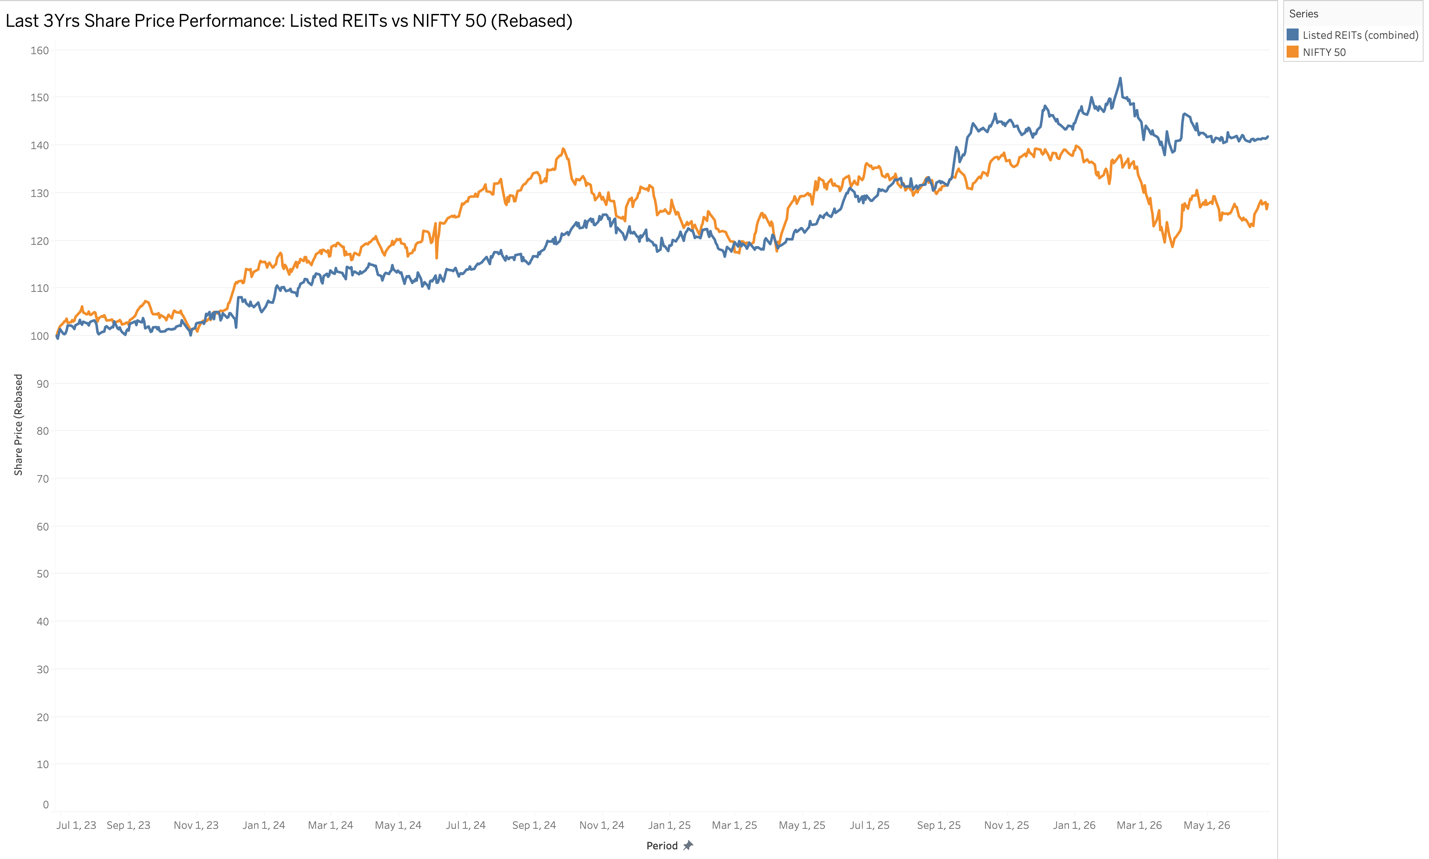 Last 3Yrs Share Price Performance: Listed REITs vs NIFTY 50 (Rebased)
Series
Listed REITs (combined)
NIFTY 50
Share Price (Rebased
160
150
140
130
120
110
100
90
80
70
60
50
40
30
20
10
0
Jul 1, 23 Sep 1, 23 Nov 1, 23 Jan 1, 24 Mar 1, 24 May 1, 24 Jul 1, 24 Sep 1, 24 Nov 1, 24 Jan 1, 25 Mar 1, 25 May 1, 25 Jul 1, 25 Sep 1, 25 Nov 1, 25 Jan 1, 26 Mar 1, 26 May 1, 26
Period